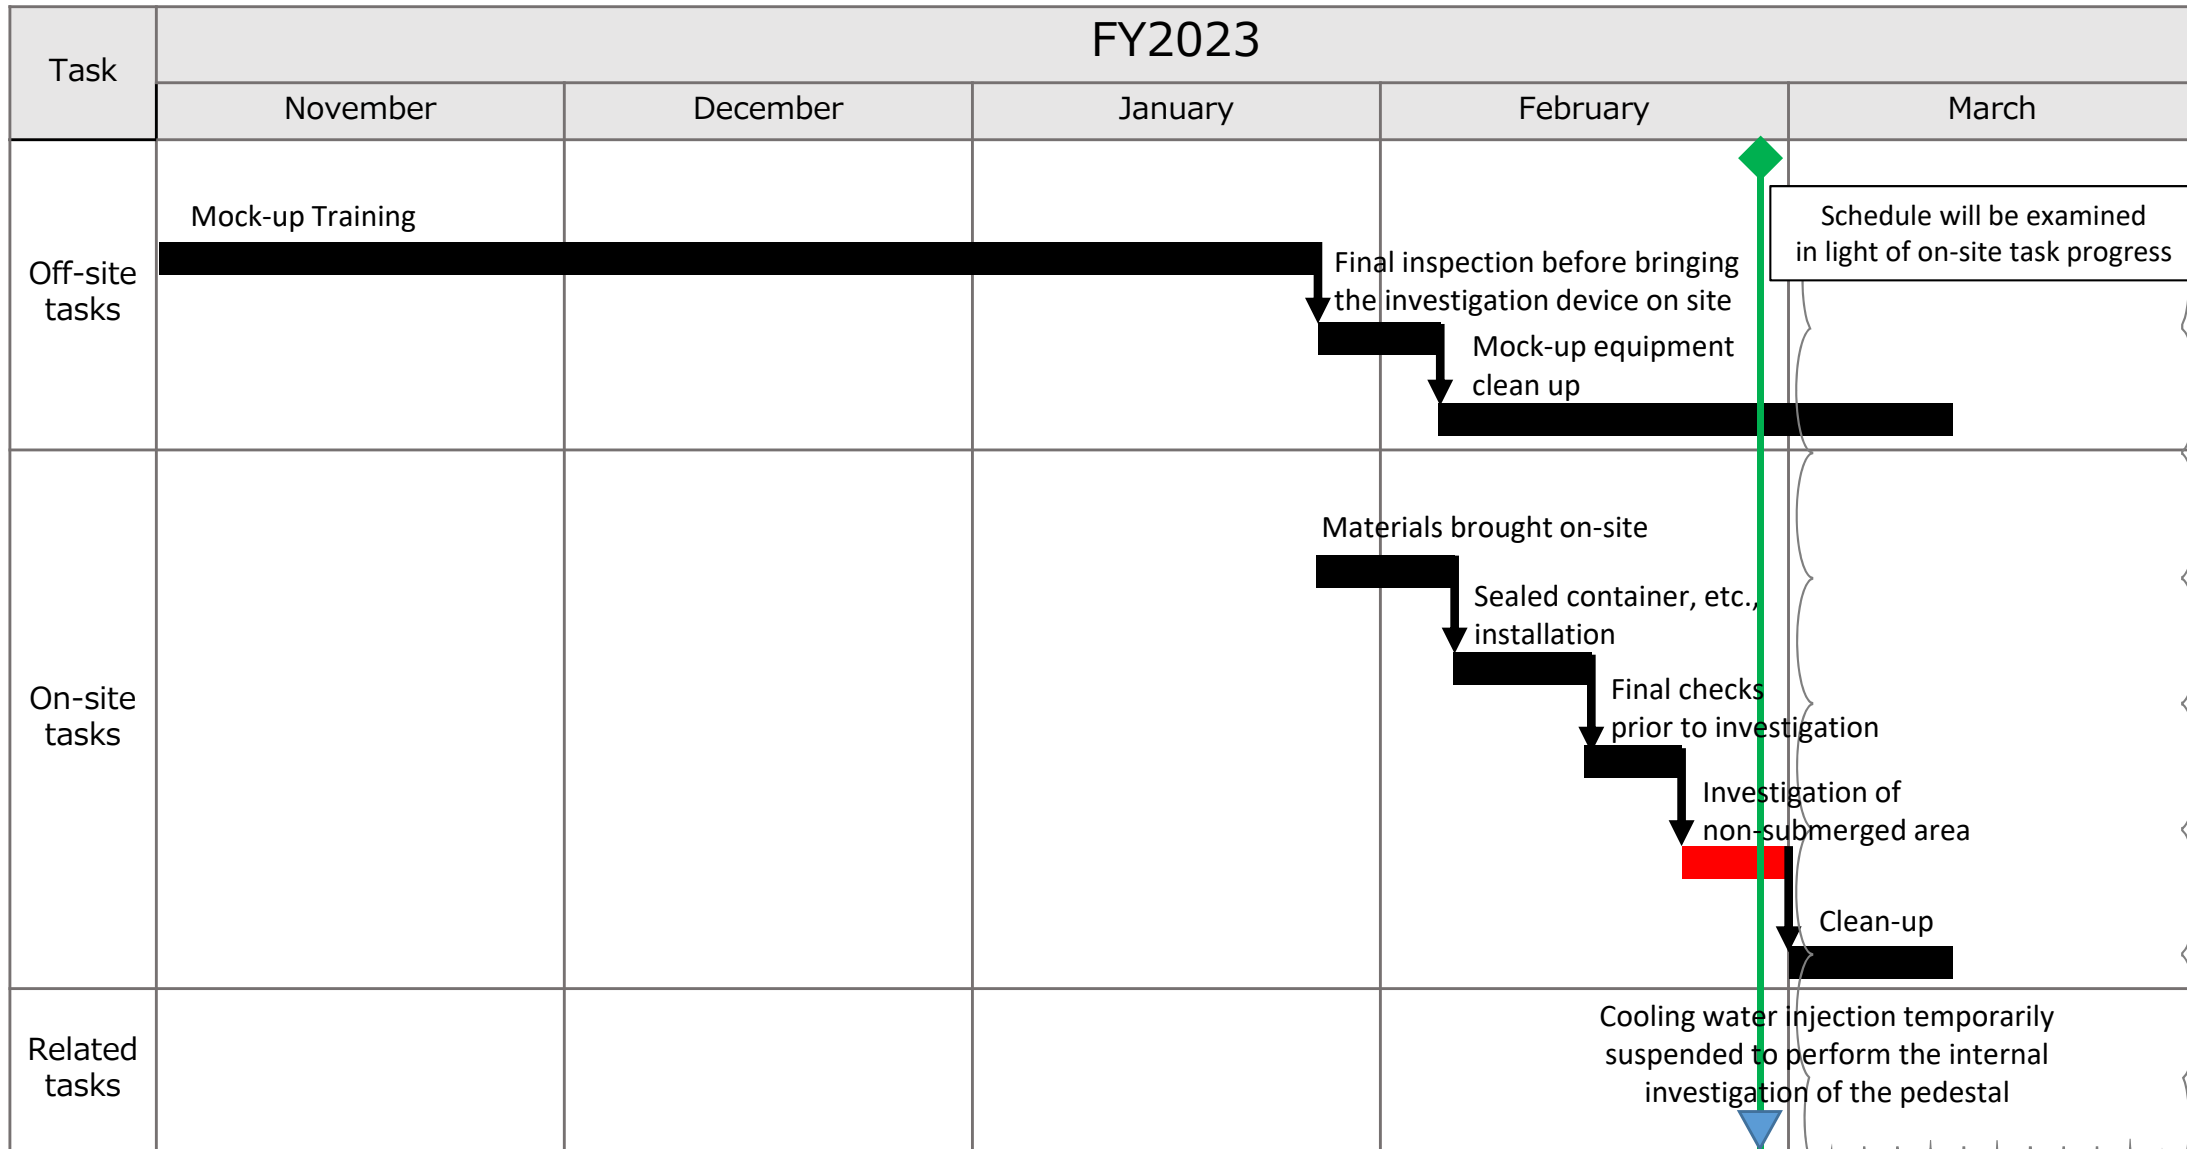 Task
FY2023
November
December
January
February
March
Off-site
tasks
Mock-up Training
Schedule will be examined
in light of on-site task progress
Final inspection before bringing
the investigation device on site
Mock-up equipment
clean up
On-site
tasks
Materials brought on-site
Sealed container, etc.,
installation
Final checks
prior to investigation
Investigation of
non-submerged area
Clean-up
Related
tasks
Cooling water injection temporarily
suspended to perform the internal
investigation of the pedestal